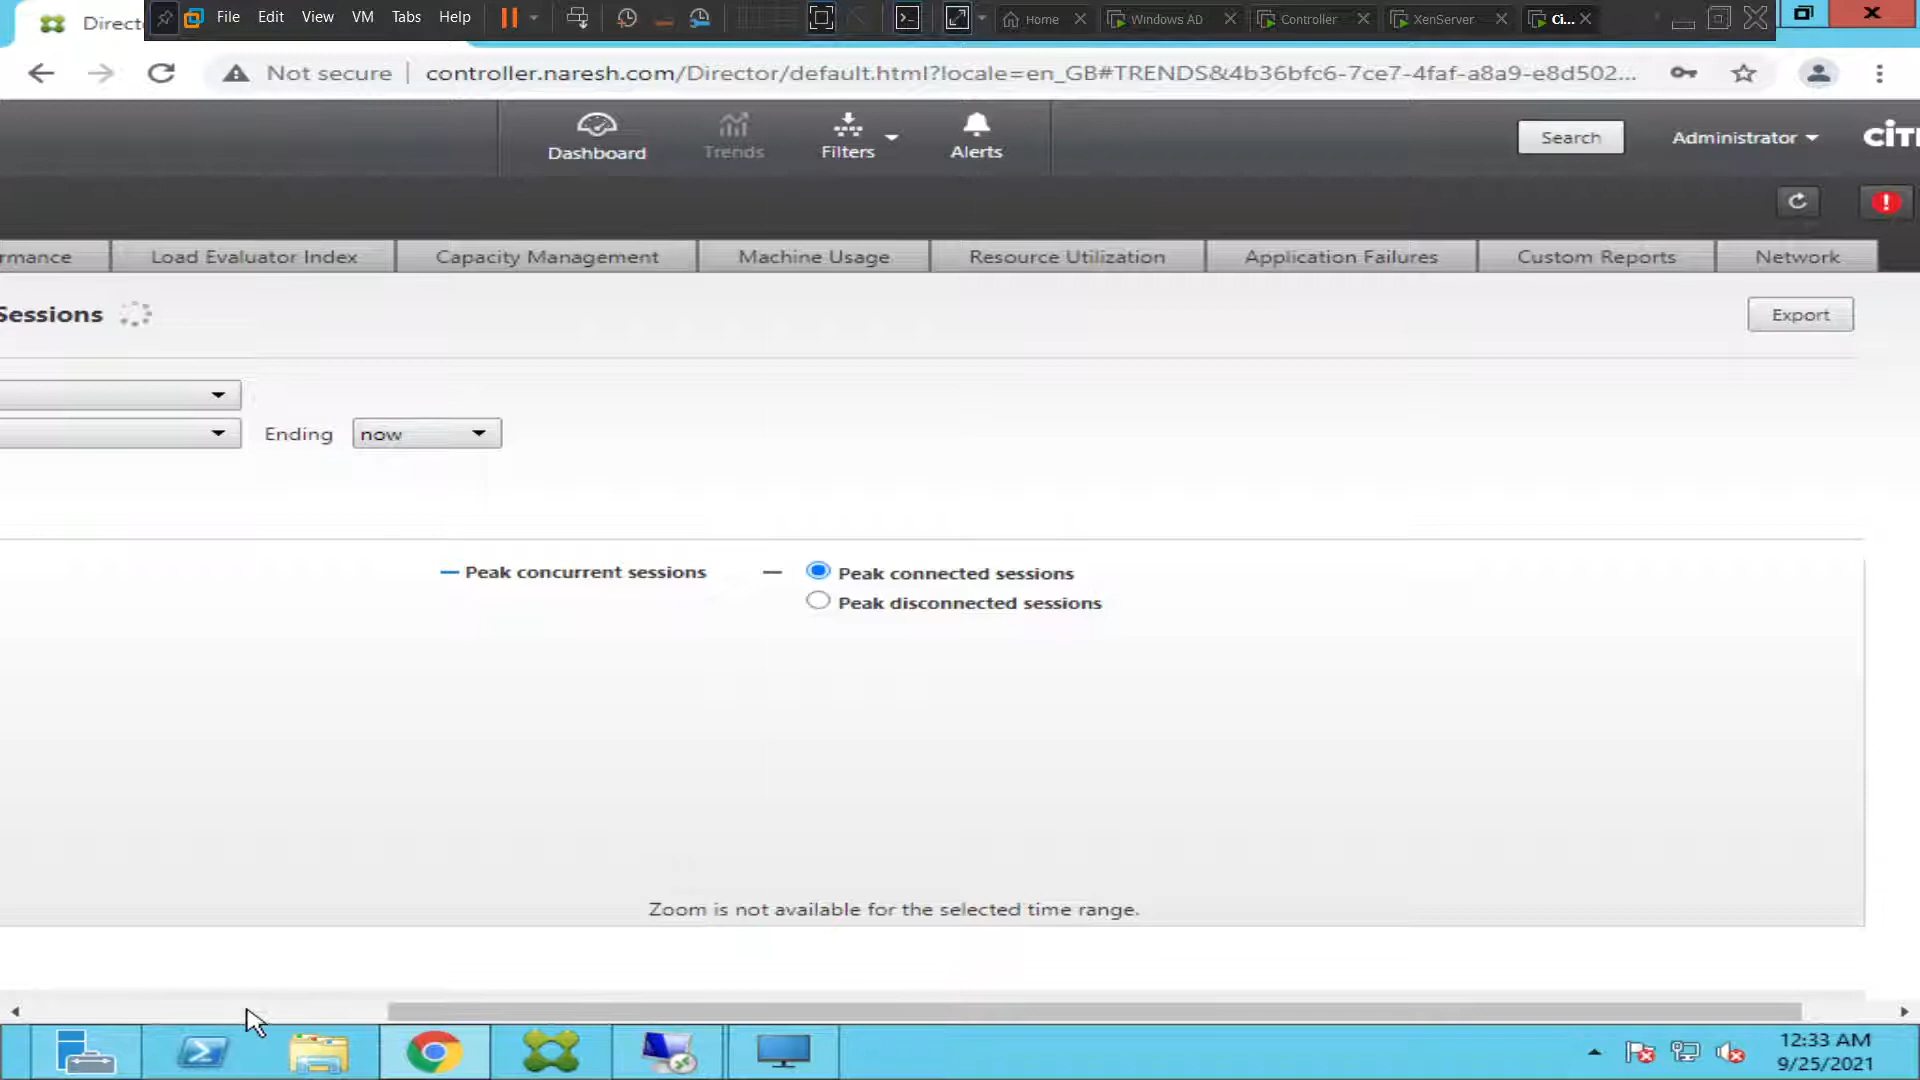 Direct
File Edit View VM Tabs Help
Home
Windows AD
Controller
XenServer
Ci...
Not secure
controller.naresh.com/Director/default.html?locale=en_GB#TRENDS&4b36bfc6-7ce7-4faf-a8a9-e8d502...
Dashboard
Trends
Filters
Alerts
Search
Administrator
CITR
rmance
Load Evaluator Index
Capacity Management
Machine Usage
Resource Utilization
Application Failures
Custom Reports
Network
Sessions
Export
Ending
now
Peak concurrent sessions
Peak connected sessions
Peak disconnected sessions
Zoom is not available for the selected time range.
12:33 AM
9/25/2021